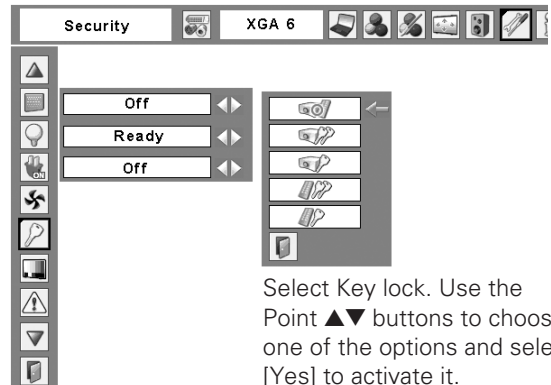 Security
XGA 6
Off
Ready
Off
ON
Select Key lock. Use the
Point ▲▼ buttons to choos
one of the options and sele
[Yes] to activate it.